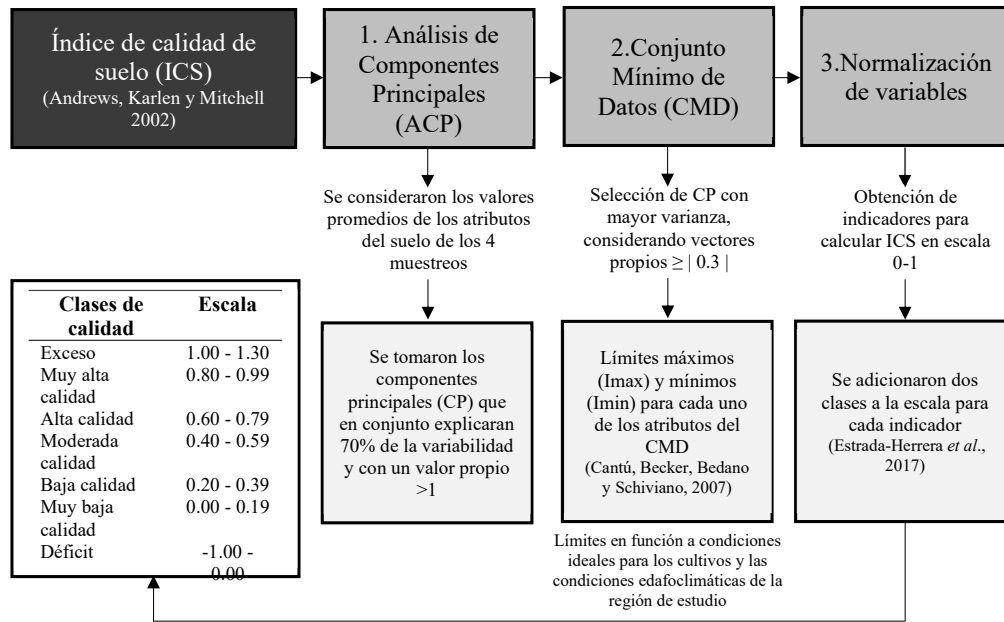 Índice de calidad de
suelo (ICS)
(Andrews, Karlen y Mitchell
2002)
1. Análisis de
Componentes
Principales
(ACP)
2.Conjunto
Mínimo de
Datos (CMD)
3.Normalización
de variables
Se consideraron los valores
promedios de los atributos
del suelo de los 4
muestreos
Selección de CP con
mayor varianza,
considerando vectores
propios ≥ | 0.3 |
Obtención de
indicadores para
calcular ICS en escala
0-1
Clases de Escala
calidad
Exceso 1.00 - 1.30
Muy alta 0.80 - 0.99
calidad
Alta calidad 0.60 - 0.79
Moderada 0.40 - 0.59
calidad
Baja calidad 0.20 - 0.39
Muy baja 0.00 - 0.19
calidad
Déficit -1.00 -
0.00
Se tomaron los
componentes
principales (CP) que
en conjunto explicaran
70% de la variabilidad
y con un valor propio
>1
Límites máximos
(Imax) y mínimos
(Imin) para cada uno
de los atributos del
CMD
(Cantú, Becker, Bedano
y Schiviano, 2007)
Se adicionaron dos
clases a la escala para
cada indicador
(Estrada-Herrera et al.,
2017)
Límites en función a condiciones
ideales para los cultivos y las
condiciones edafoclimáticas de la
región de estudio